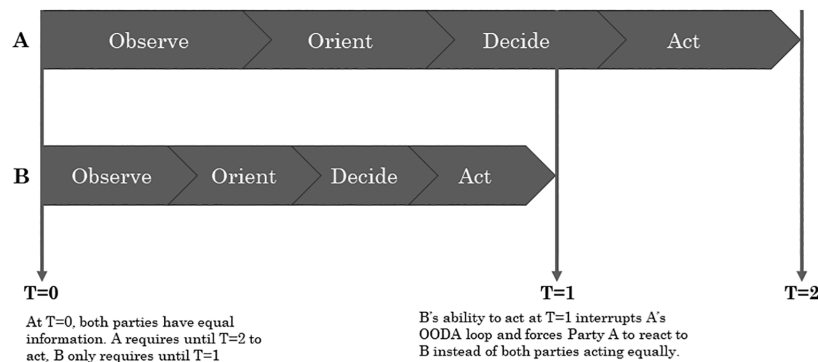 A
Observe
Orient
Decide
Act
B
Observe
Orient
Decide
Act
T=0
T=1
T=2
At T=0, both parties have equal
information. A requires until T=2 to
act, B only requires until T=1
B's ability to act at T=1 interrupts A's
OODA loop and forces Party A to react to
B instead of both parties acting equally.